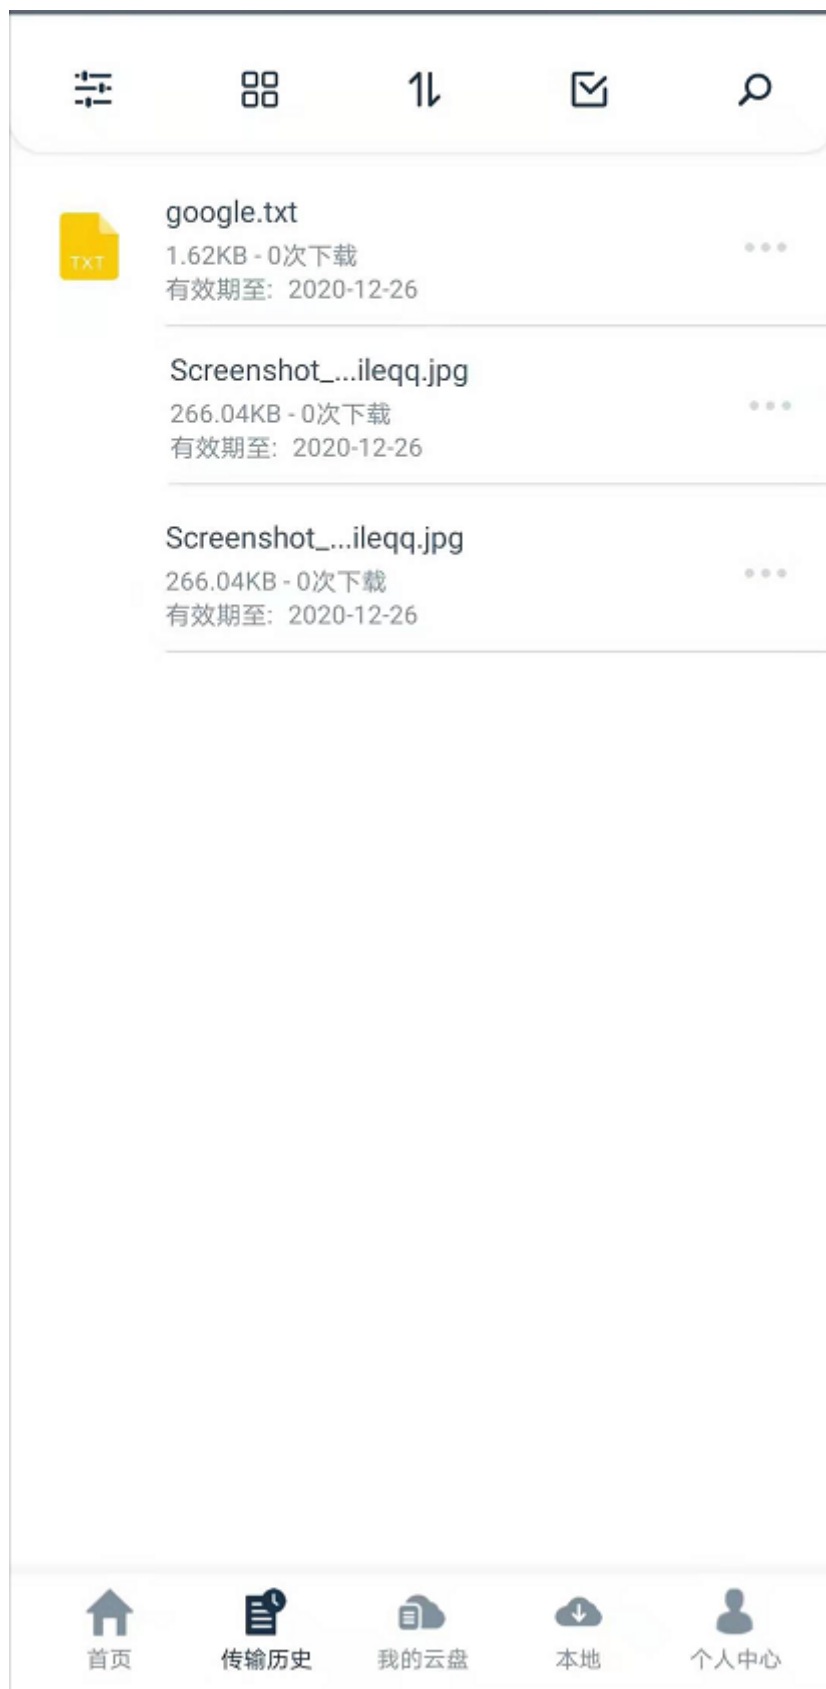 google.txt
TXT
1.62KB - 0次下载
有效期至: 2020-12-26
Screenshot_...ileqq.jpg
266.04KB - 0次下载
有效期至: 2020-12-26
Screenshot_...ileqq.jpg
266.04KB - 0次下载
有效期至: 2020-12-26
首页 传输历史 我的云盘 本地 个人中心